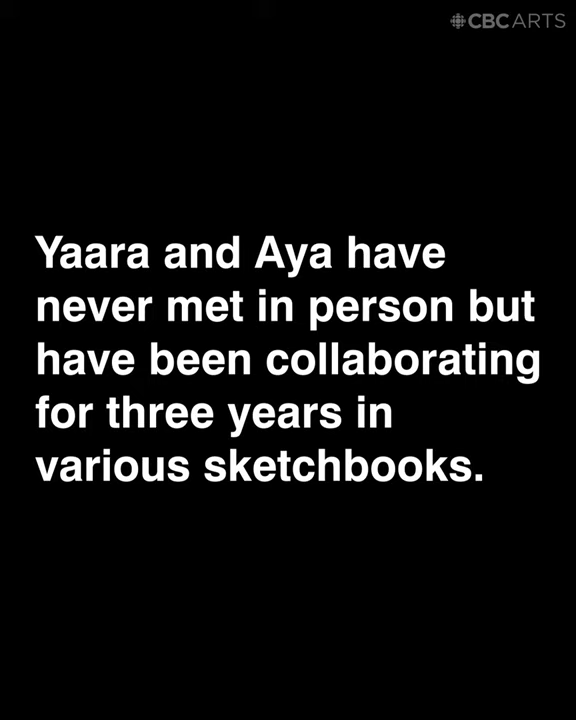 CBC ARTS
Yaara and Aya have
never met in person but
have been collaborating
for three years in
various sketchbooks.